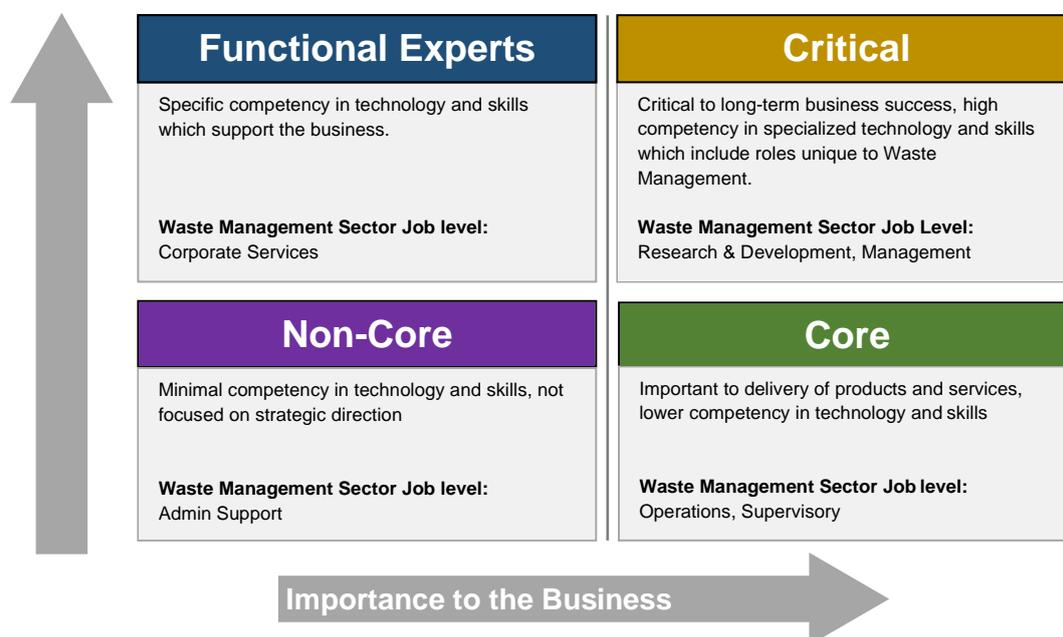 Functional Experts
Specific competency in technology and skills
which support the business.
Waste Management Sector Job level:
Corporate Services
Critical
Critical to long-term business success, high
competency in specialized technology and skills
which include roles unique to Waste
Management.
Waste Management Sector Job Level:
Research & Development, Management
Non-Core
Minimal competency in technology and skills, not
focused on strategic direction
Waste Management Sector Job level:
Admin Support
Core
Important to delivery of products and services,
lower competency in technology and skills
Waste Management Sector Job level:
Operations, Supervisory
Importance to the Business